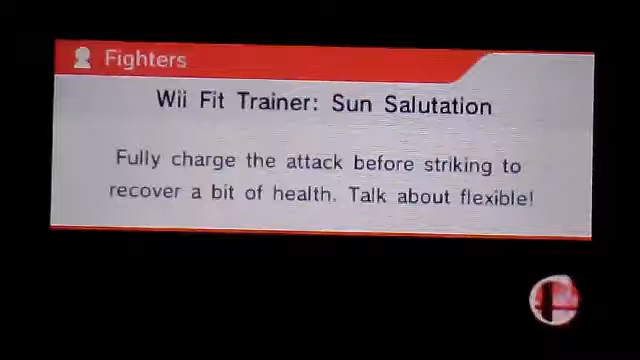 Fighters
Wii Fit Trainer: Sun Salutation
Fully charge the attack before striking to
recover a bit of health. Talk about flexible!